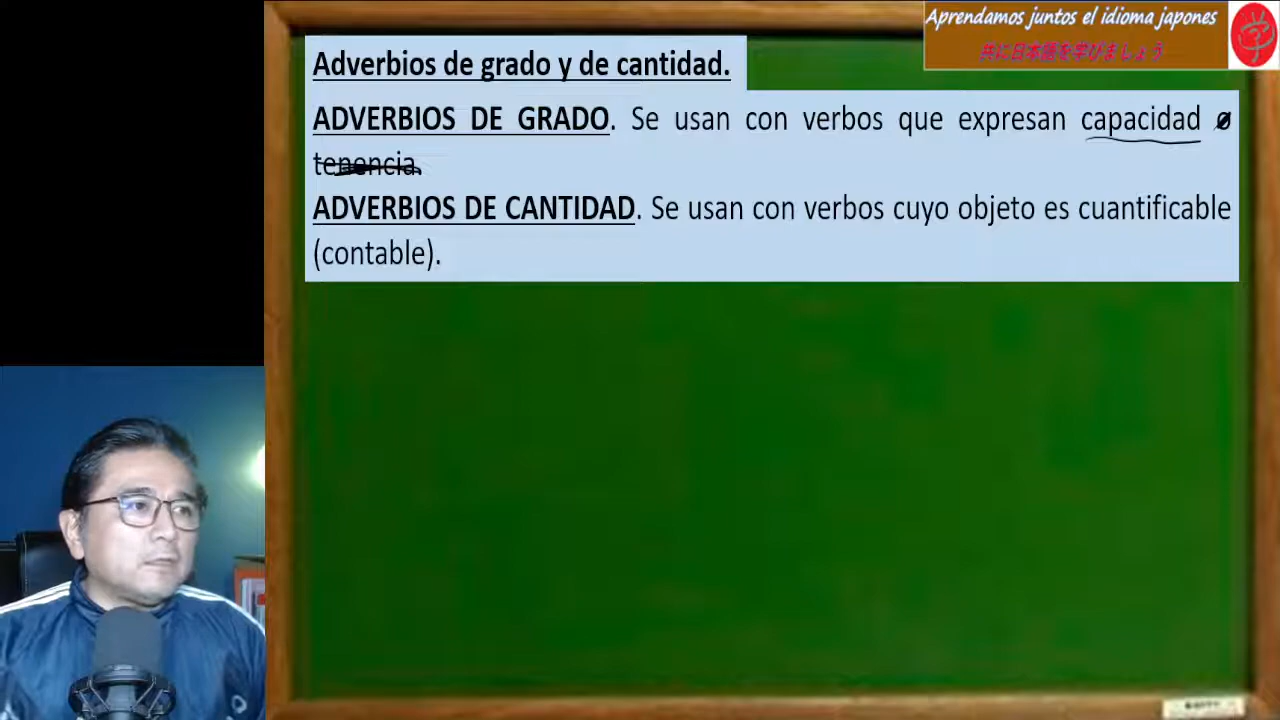 Aprendamos juntos el idioma japones
共に日本語を学びましょう
Adverbios de grado y de cantidad.
ADVERBIOS DE GRADO. Se usan con verbos que expresan capacidad o
tenencia.
ADVERBIOS DE CANTIDAD. Se usan con verbos cuyo objeto es cuantificable
(contable).